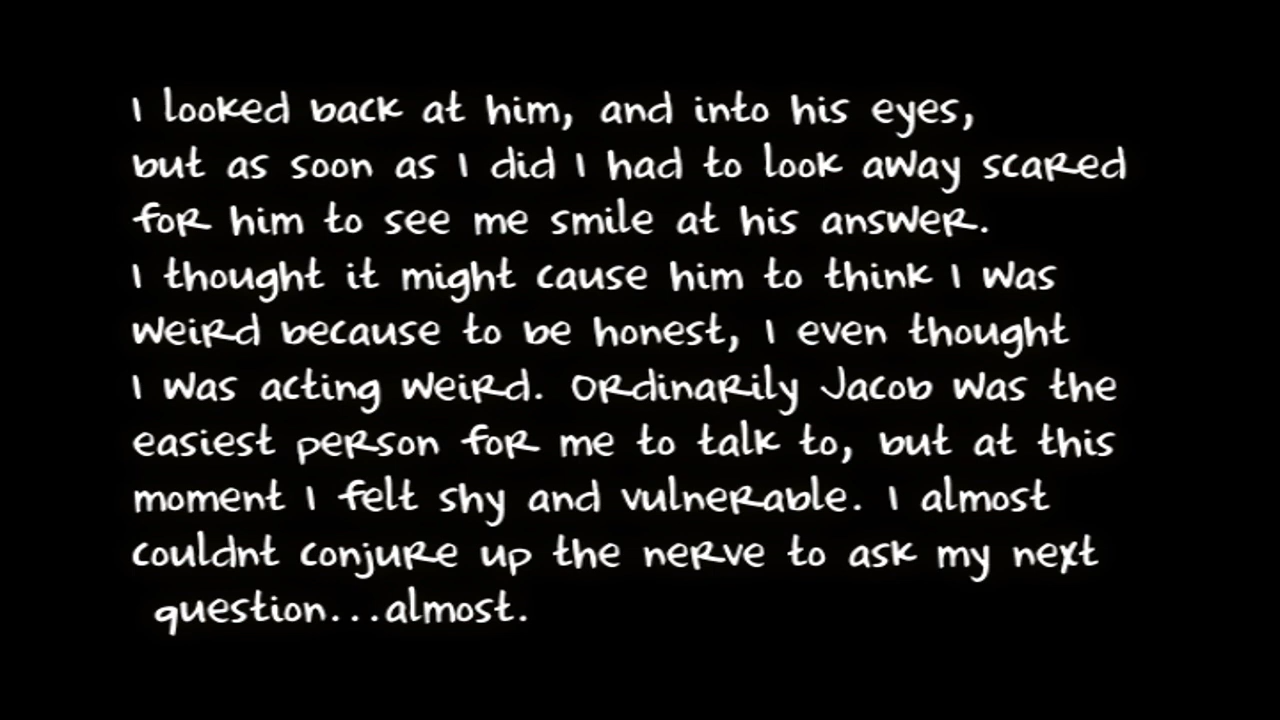 I looked back at him, and into his eyes,
but as soon as I did I had to look away scared
for him to see me smile at his answer.
I thought it might cause him to think I was
weird because to be honest, I even thought
I was acting weird. Ordinarily Jacob was the
easiest person for me to talk to, but at this
moment I felt shy and vulnerable. I almost
couldnt conjure up the nerve to ask my next
question...almost.